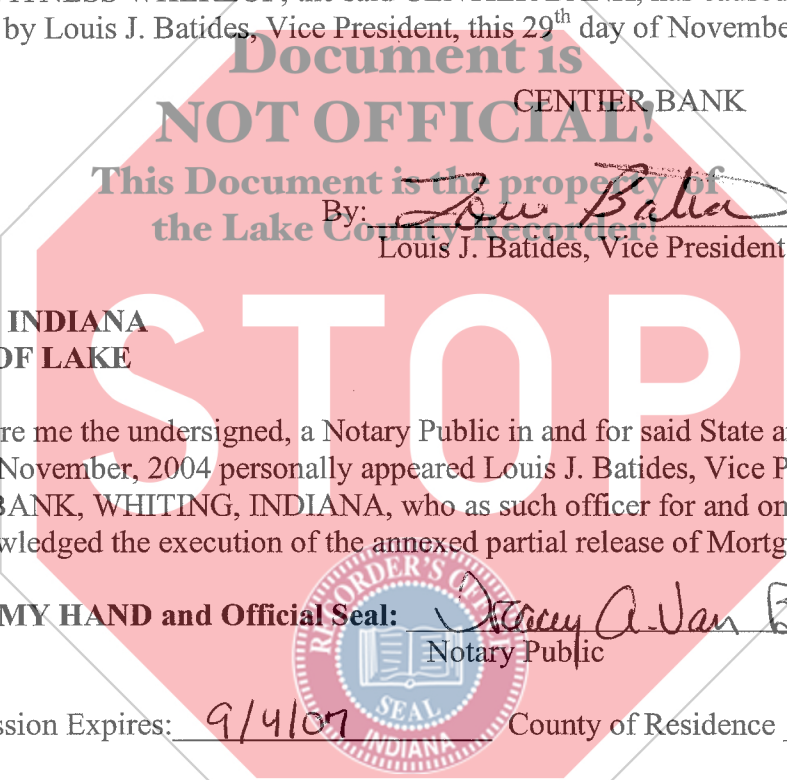 by Louis J. Batides, Vice President, this 29th day of Novembe
Document is
NOT OFFICIAL!
CENTIER BANK
This Document is the property of
the Lake County Recorder!
By:
Louis J. Batides, Vice President
INDIANA
OF LAKE
STOP
re me the undersigned, a Notary Public in and for said State a
November, 2004 personally appeared Louis J. Batides, Vice P
BANK, WHITING, INDIANA, who as such officer for and on
wledged the execution of the annexed partial release of Mortg
MY HAND and Official Seal: A. Van
Notary Public
RECORDER'S OFFICE
SEAL
INDIANA
ssion Expires: 9/4/07 County of Residence